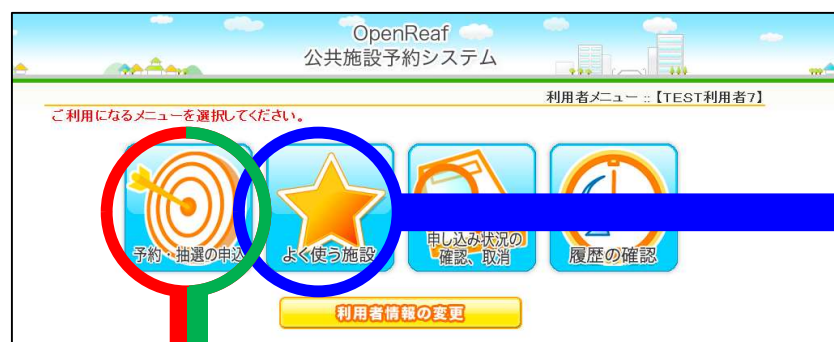 OpenReaf
公共施設予約システム
利用者メニュー ::【TEST利用者7】
ご利用になるメニューを選択してください。
予約・抽選の申込
よく使う施設
申し込み状況の
確認、取消
履歴の確認
利用者情報の変更